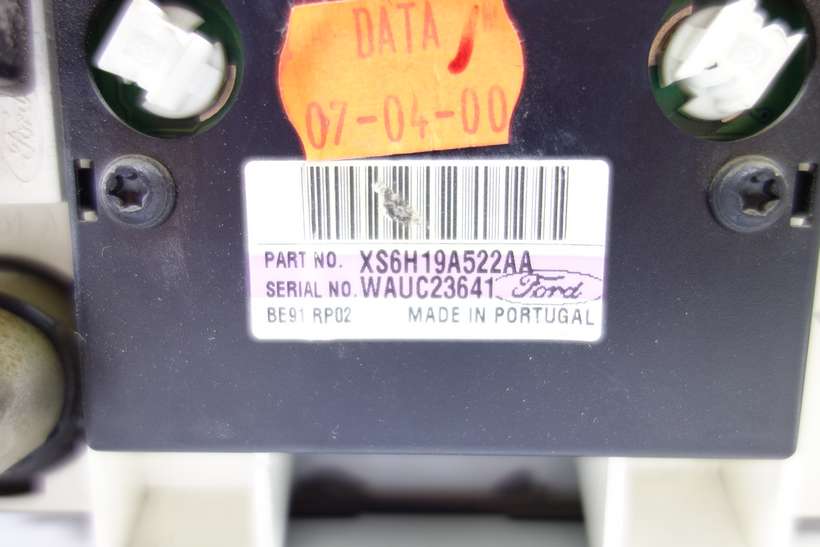 DATA
07-04-00
PART NO. XS6H19A522AA
SERIAL NO. WAUC23641 Ford
BE91 RP02 MADE IN PORTUGAL